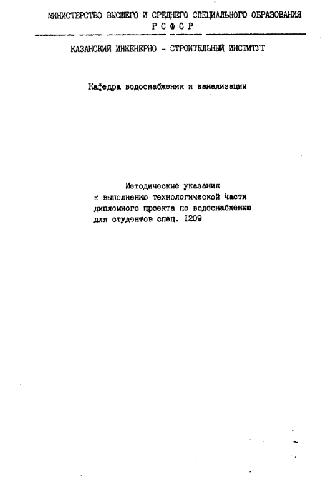 МИНИСТЕРСТВО ВЫСШЕГО И СРЕДНЕГО СПЕЦИАЛЬНОГО ОБРАЗОВАНИЯ
Р С Ф С Р
КАЗАНСКИЙ ИНЖЕНЕРНО - СТРОИТЕЛЬНЫЙ ИНСТИТУТ
Кафедра водоснабжения и канализации
Методические указания
к выполнению технологической части
дипломного проекта по водоснабжению
для студентов спец. 1209